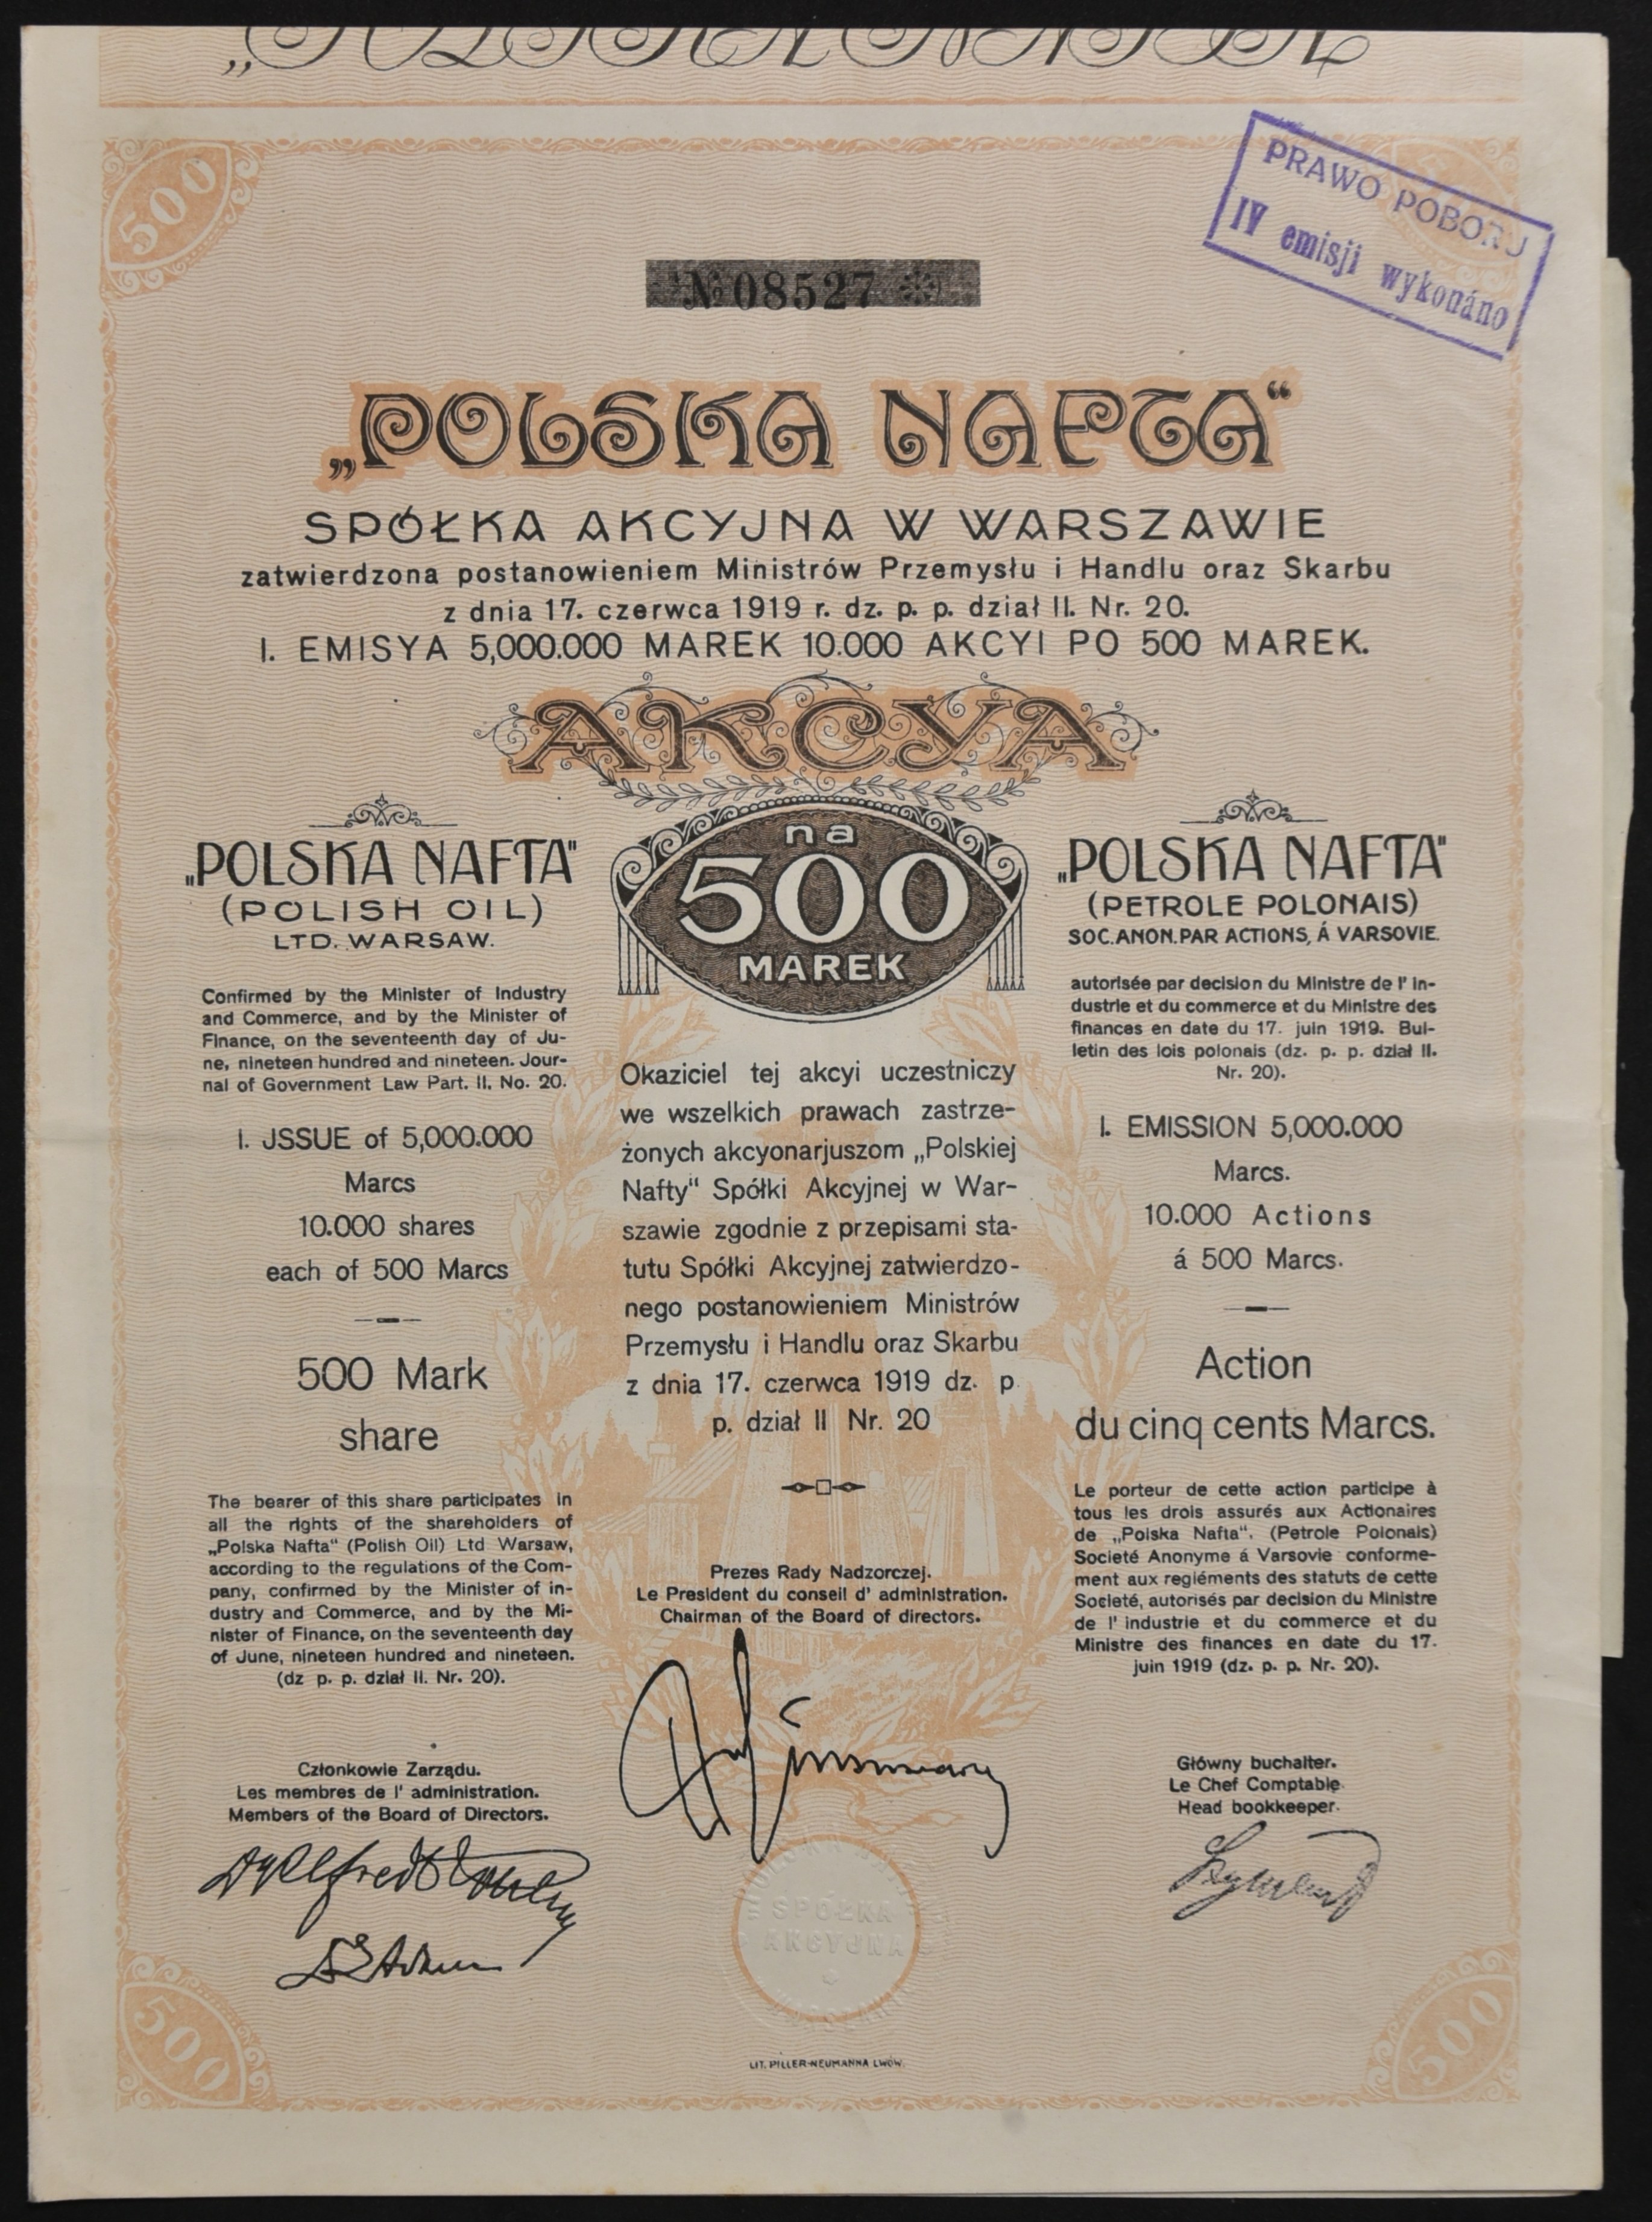 500
PRAWO POBORU
IV emisji wykonáno
№ 08527
„POLSKA NAFTA“
SPÓŁKA AKCYJNA W WARSZAWIE
zatwierdzona postanowieniem Ministrów Przemysłu i Handlu oraz Skarbu
z dnia 17. czerwca 1919 r. dz. p. p. dział II. Nr. 20.
I. EMISYA 5,000.000 MAREK 10.000 AKCYI PO 500 MAREK.
AKCYA
na
500
MAREK
„POLSKA NAFTA"
(POLISH OIL)
LTD. WARSAW.
Confirmed by the Minister of Industry
and Commerce, and by the Minister of
Finance, on the seventeenth day of Ju-
ne, nineteen hundred and nineteen. Jour-
nal of Government Law Part. II. No. 20.
I. JSSUE of 5,000.000
Marcs
10.000 shares
each of 500 Marcs
500 Mark
share
The bearer of this share participates in
all the rights of the shareholders of
„Polska Nafta“ (Polish Oil) Ltd Warsaw,
according to the regulations of the Com-
pany, confirmed by the Minister of in-
dustry and Commerce, and by the Mi-
nister of Finance, on the seventeenth day
of June, nineteen hundred and nineteen.
(dz p. p. dział II. Nr. 20).
Okaziciel tej akcyi uczestniczy
we wszelkich prawach zastrze-
żonych akcyonarjuszom „Polskiej
Nafty“ Spółki Akcyjnej w War-
szawie zgodnie z przepisami sta-
tutu Spółki Akcyjnej zatwierdzo-
nego postanowieniem Ministrów
Przemysłu i Handlu oraz Skarbu
z dnia 17. czerwca 1919 dz. p.
p. dział II Nr. 20
„POLSKA NAFTA"
(PETROLE POLONAIS)
SOC. ANON. PAR ACTIONS, Á VARSOVIE.
autorisée par decision du Ministre de l' In-
dustrie et du commerce et du Ministre des
finances en date du 17. juin 1919. Bul-
letin des lois polonais (dz. p. p. dział II.
Nr. 20).
I. EMISSION 5,000.000
Marcs.
10.000 Actions
á 500 Marcs.
Action
du cinq cents Marcs.
Le porteur de cette action participe à
tous les drois assurés aux Actionaires
de „Polska Nafta“. (Petrole Polonais)
Societé Anonyme á Varsovie conforme-
ment aux regléments des statuts de cette
Societé, autorisés par decision du Ministre
de l' industrie et du commerce et du
Ministre des finances en date du 17.
juin 1919 (dz. p. p. Nr. 20).
Prezes Rady Nadzorczej.
Le President du conseil d' administration.
Chairman of the Board of directors.
Członkowie Zarządu.
Les membres de l' administration.
Members of the Board of Directors.
Główny buchalter.
Le Chef Comptable.
Head bookkeeper.
SPÓŁKA
AKCYJNA
500
500
LIT. PILLER-NEUMANNA LWÓW.